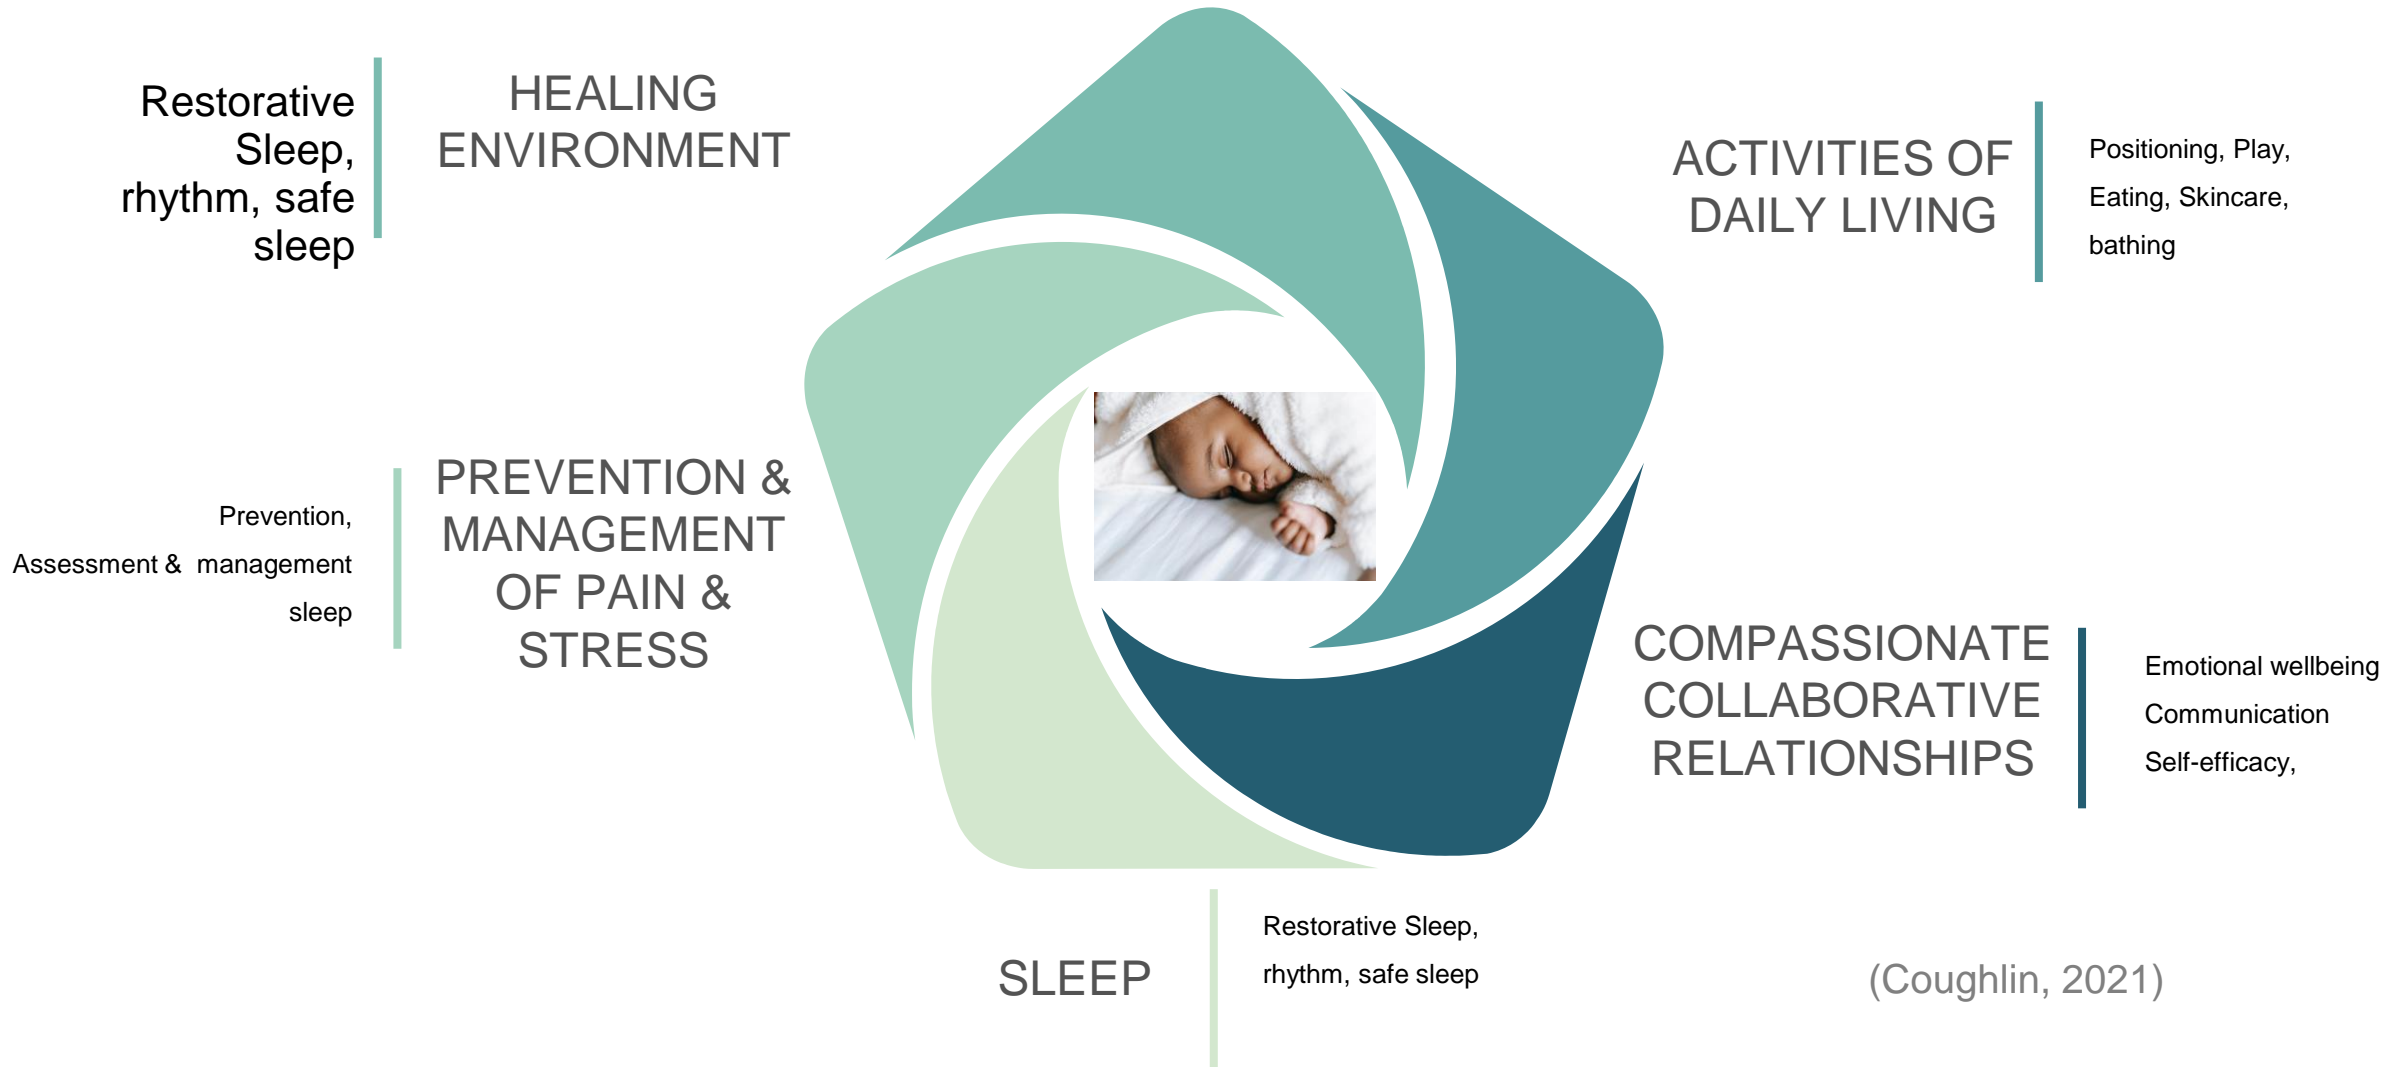 Restorative
Sleep,
rhythm, safe
sleep
HEALING
ENVIRONMENT
ACTIVITIES OF
DAILY LIVING
Positioning, Play,
Eating, Skincare,
bathing
Prevention,
Assessment & management
sleep
PREVENTION &
MANAGEMENT
OF PAIN &
STRESS
COMPASSIONATE
COLLABORATIVE
RELATIONSHIPS
Emotional wellbeing
Communication
Self-efficacy,
SLEEP
Restorative Sleep,
rhythm, safe sleep
(Coughlin, 2021)